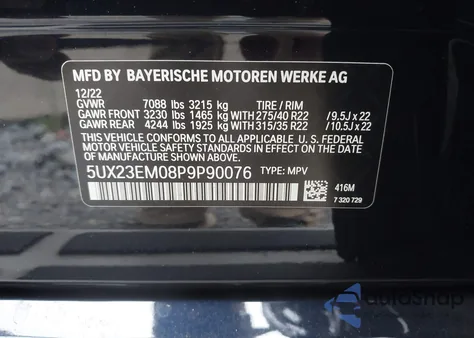 MFD BY BAYERISCHE MOTOREN WERKE AG
12/22
GVWR 7088 lbs 3215 kg TIRE / RIM
GAWR FRONT 3230 lbs 1465 kg WITH 275/40 R22 /9.5J x 22
GAWR REAR 4244 lbs 1925 kg WITH 315/35 R22 /10.5J x 22
THIS VEHICLE CONFORMS TO ALL APPLICABLE U. S. FEDERAL
MOTOR VEHICLE SAFETY STANDARDS IN EFFECT ON THE DATE
OF MANUFACTURE SHOWN ABOVE.
5UX23EM08P9P90076 TYPE: MPV
416M
7 320 729
AutoSnap